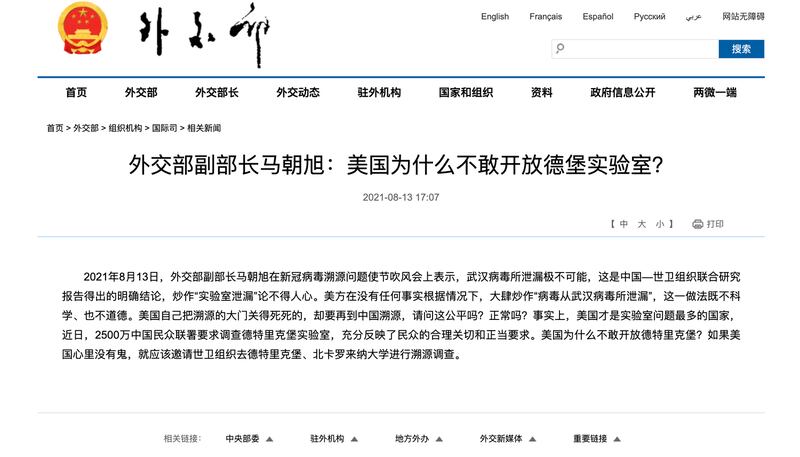 外交部
English Français Español Русский عربي 网站无障碍
搜索
首页 外交部 外交部长 外交动态 驻外机构 国家和组织 资料 政府信息公开 两微一端
首页 > 外交部 > 组织机构 > 国际司 > 相关新闻
外交部副部长马朝旭：美国为什么不敢开放德堡实验室？
2021-08-13 17:07
【 中 大 小 】 打印
2021年8月13日，外交部副部长马朝旭在新冠病毒溯源问题使节吹风会上表示，武汉病毒所泄漏极不可能，这是中国—世卫组织联合研究
报告得出的明确结论，炒作“实验室泄漏”论不得人心。美方在没有任何事实根据情况下，大肆炒作“病毒从武汉病毒所泄漏”，这一做法既不科
学、也不道德。美国自己把溯源的大门关得死死的，却要再到中国溯源，请问这公平吗？正常吗？事实上，美国才是实验室问题最多的国家，
近日，2500万中国民众联署要求调查德特里克堡实验室，充分反映了民众的合理关切和正当要求。美国为什么不敢开放德特里克堡？如果美
国心里没有鬼，就应该邀请世卫组织去德特里克堡、北卡罗来纳大学进行溯源调查。
相关链接： 中央部委 驻外机构 地方外办 外交新媒体 重要链接